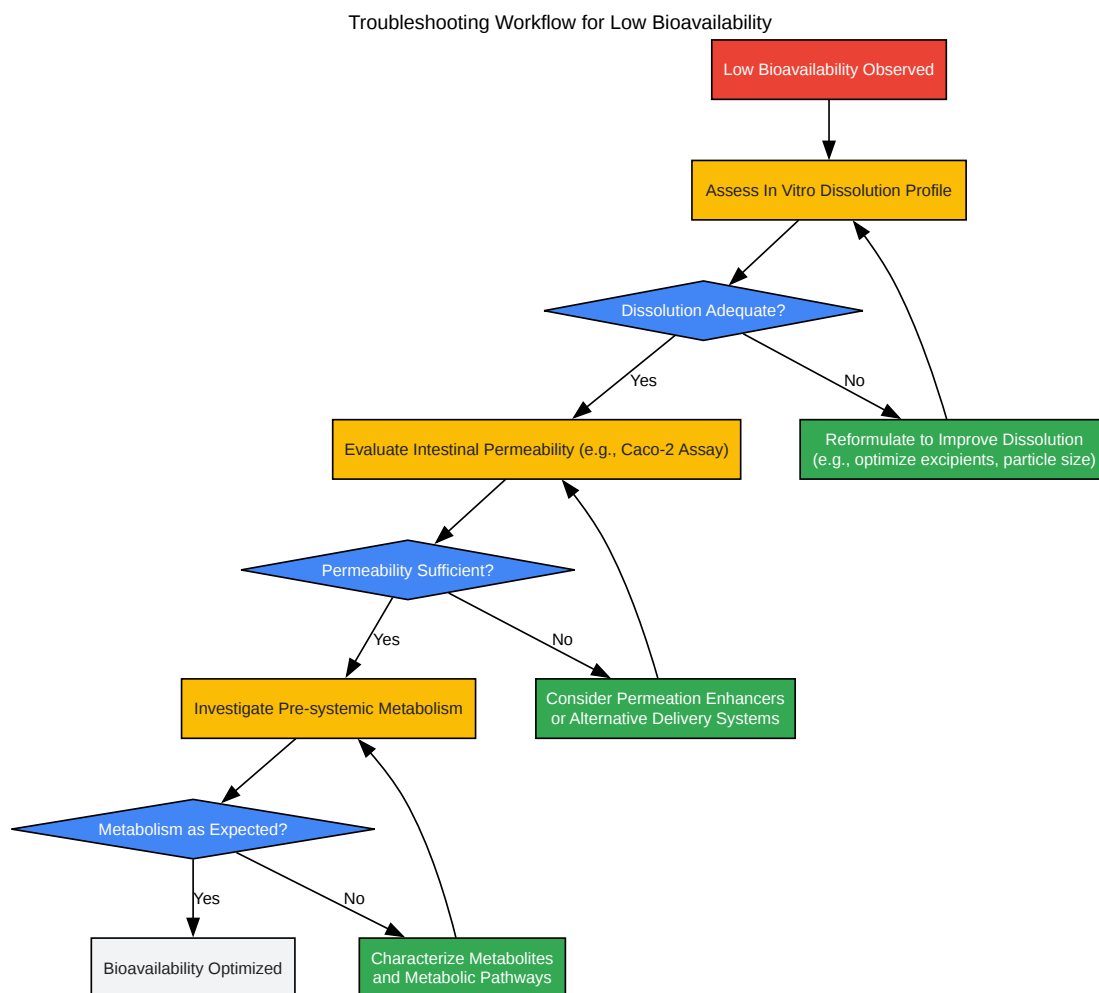 Troubleshooting Workflow for Low Bioavailability
Low Bioavailability Observed
Assess In Vitro Dissolution Profile
Dissolution Adequate?
Yes
No
Evaluate Intestinal Permeability (e.g., Caco-2 Assay)
Reformulate to Improve Dissolution
(e.g., optimize excipients, particle size)
Permeability Sufficient?
Yes
No
Investigate Pre-systemic Metabolism
Consider Permeation Enhancers
or Alternative Delivery Systems
Metabolism as Expected?
Yes
No
Bioavailability Optimized
Characterize Metabolites
and Metabolic Pathways